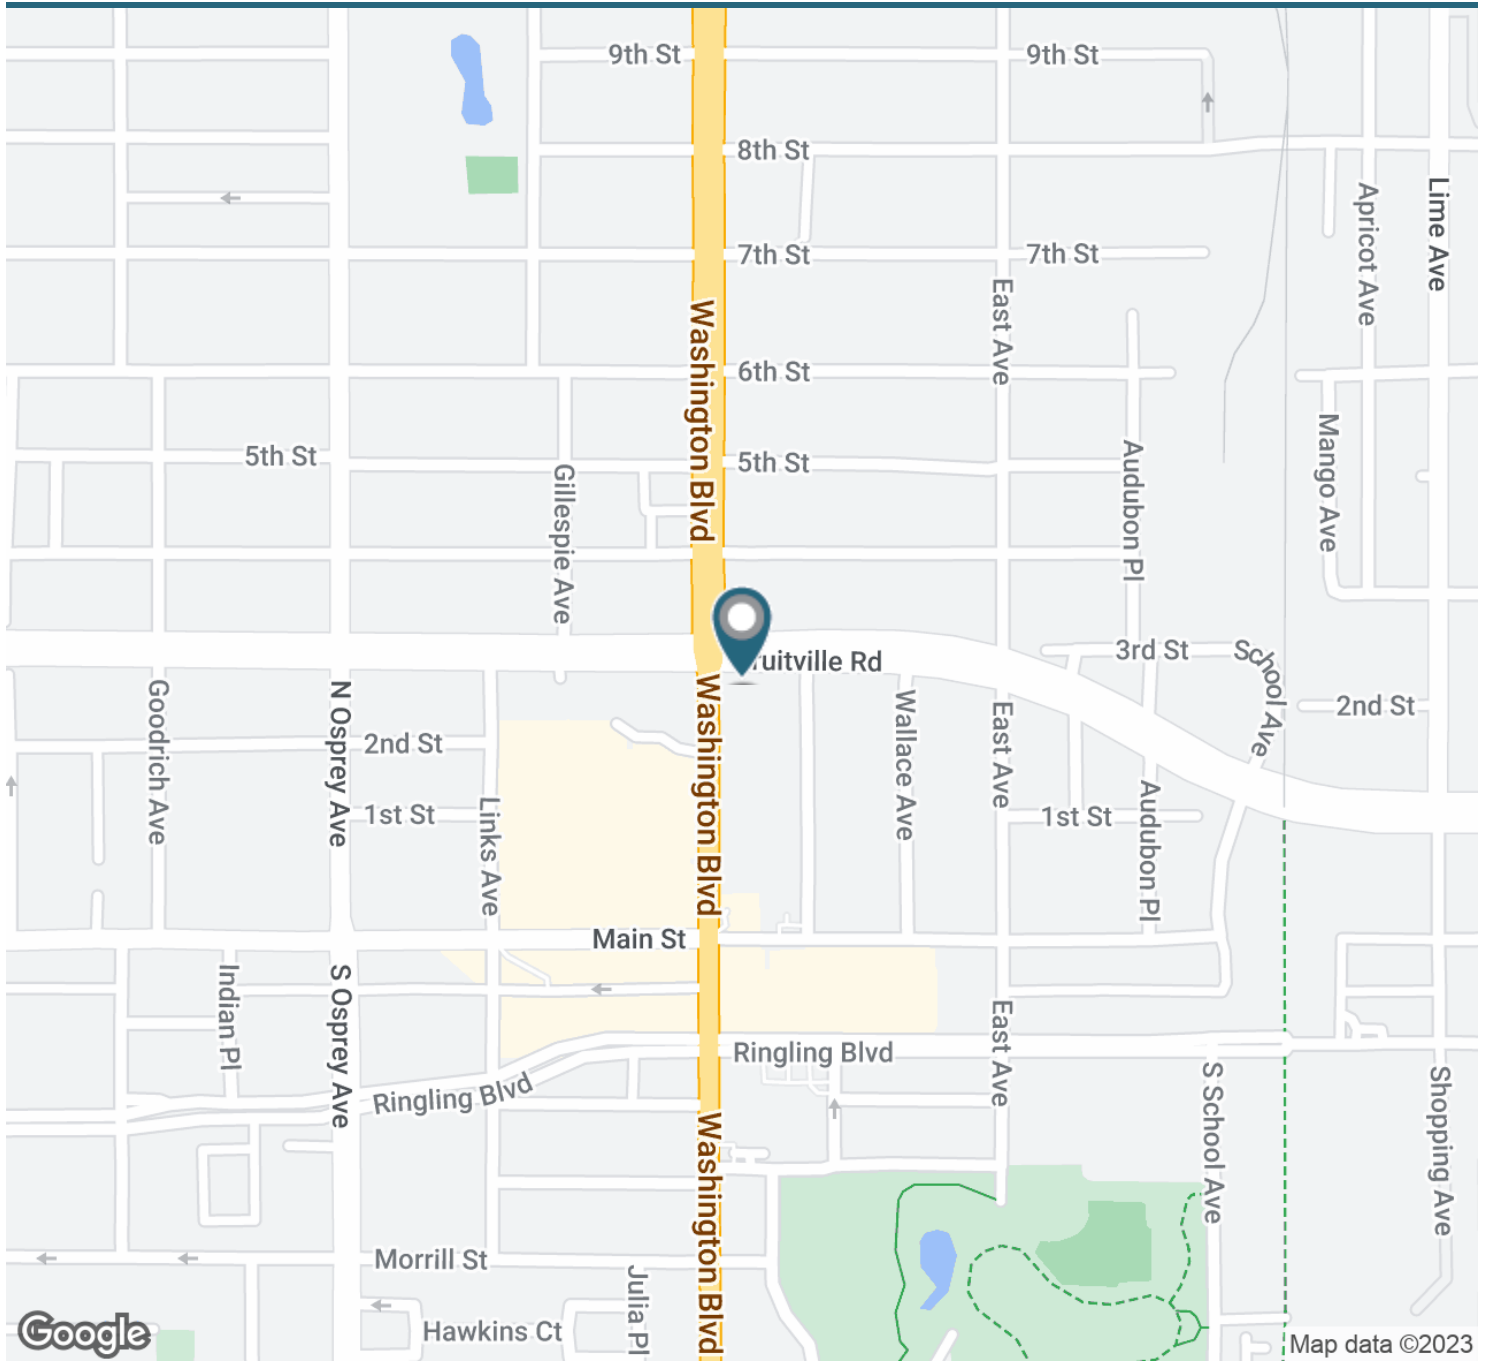 9th St
9th St
8th St
Lime Ave
Apricot Ave
7th St
7th St
East Ave
Washington Blvd
6th St
Mango Ave
5th St
5th St
Audubon Pl
Gillespie Ave
3rd St
School Ave
ruitville Rd
Goodrich Ave
N Osprey Ave
Washington Blvd
Wallace Ave
East Ave
2nd St
2nd St
1st St
Links Ave
1st St
Audubon Pl
Main St
Indian Pl
S Osprey Ave
East Ave
Ringling Blvd
Ringling Blvd
S School Ave
Shopping Ave
Washington Blvd
Morrill St
Julia Pl
Hawkins Ct
Google
Map data ©2023